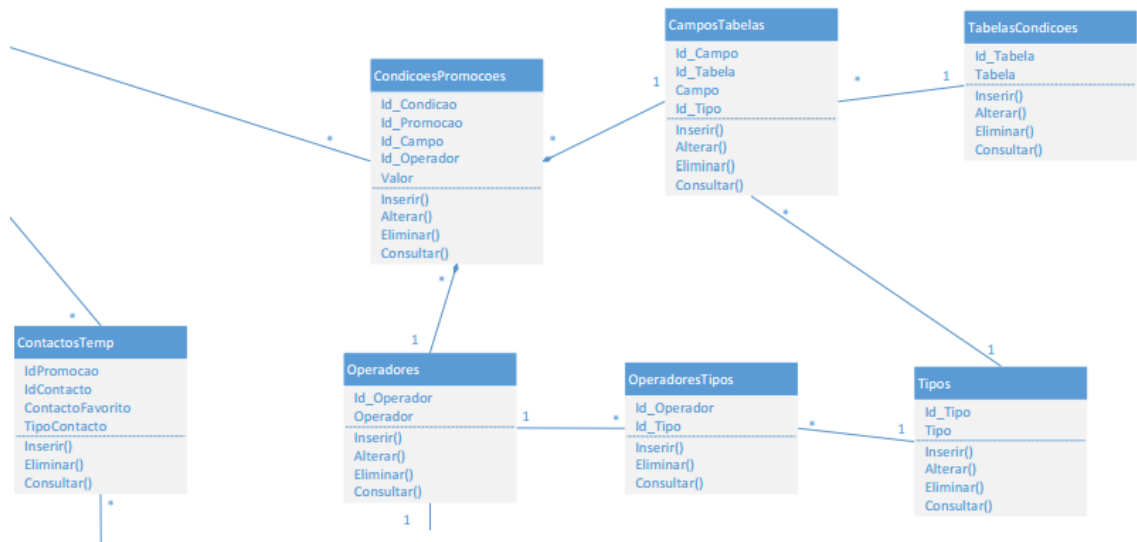 CamposTabelas
Id_Campo
Id_Tabela
Campo
Id_Tipo
Inserir()
Alterar()
Eliminar()
Consultar()
TabelasCondicoes
Id_Tabela
Tabela
Inserir()
Alterar()
Eliminar()
Consultar()
CondicoesPromocoes
Id_Condicao
Id_Promocao
Id_Campo
Id_Operador
Valor
Inserir()
Alterar()
Eliminar()
Consultar()
*
*
1
*
1
*
1
*
1
*
ContactosTemp
IdPromocao
IdContacto
ContactoFavorito
TipoContacto
Inserir()
Eliminar()
Consultar()
*
Operadores
Id_Operador
Operador
Inserir()
Alterar()
Eliminar()
Consultar()
1
1
*
OperadoresTipos
Id_Operador
Id_Tipo
Inserir()
Eliminar()
Consultar()
*
1
Tipos
Id_Tipo
Tipo
Inserir()
Alterar()
Eliminar()
Consultar()